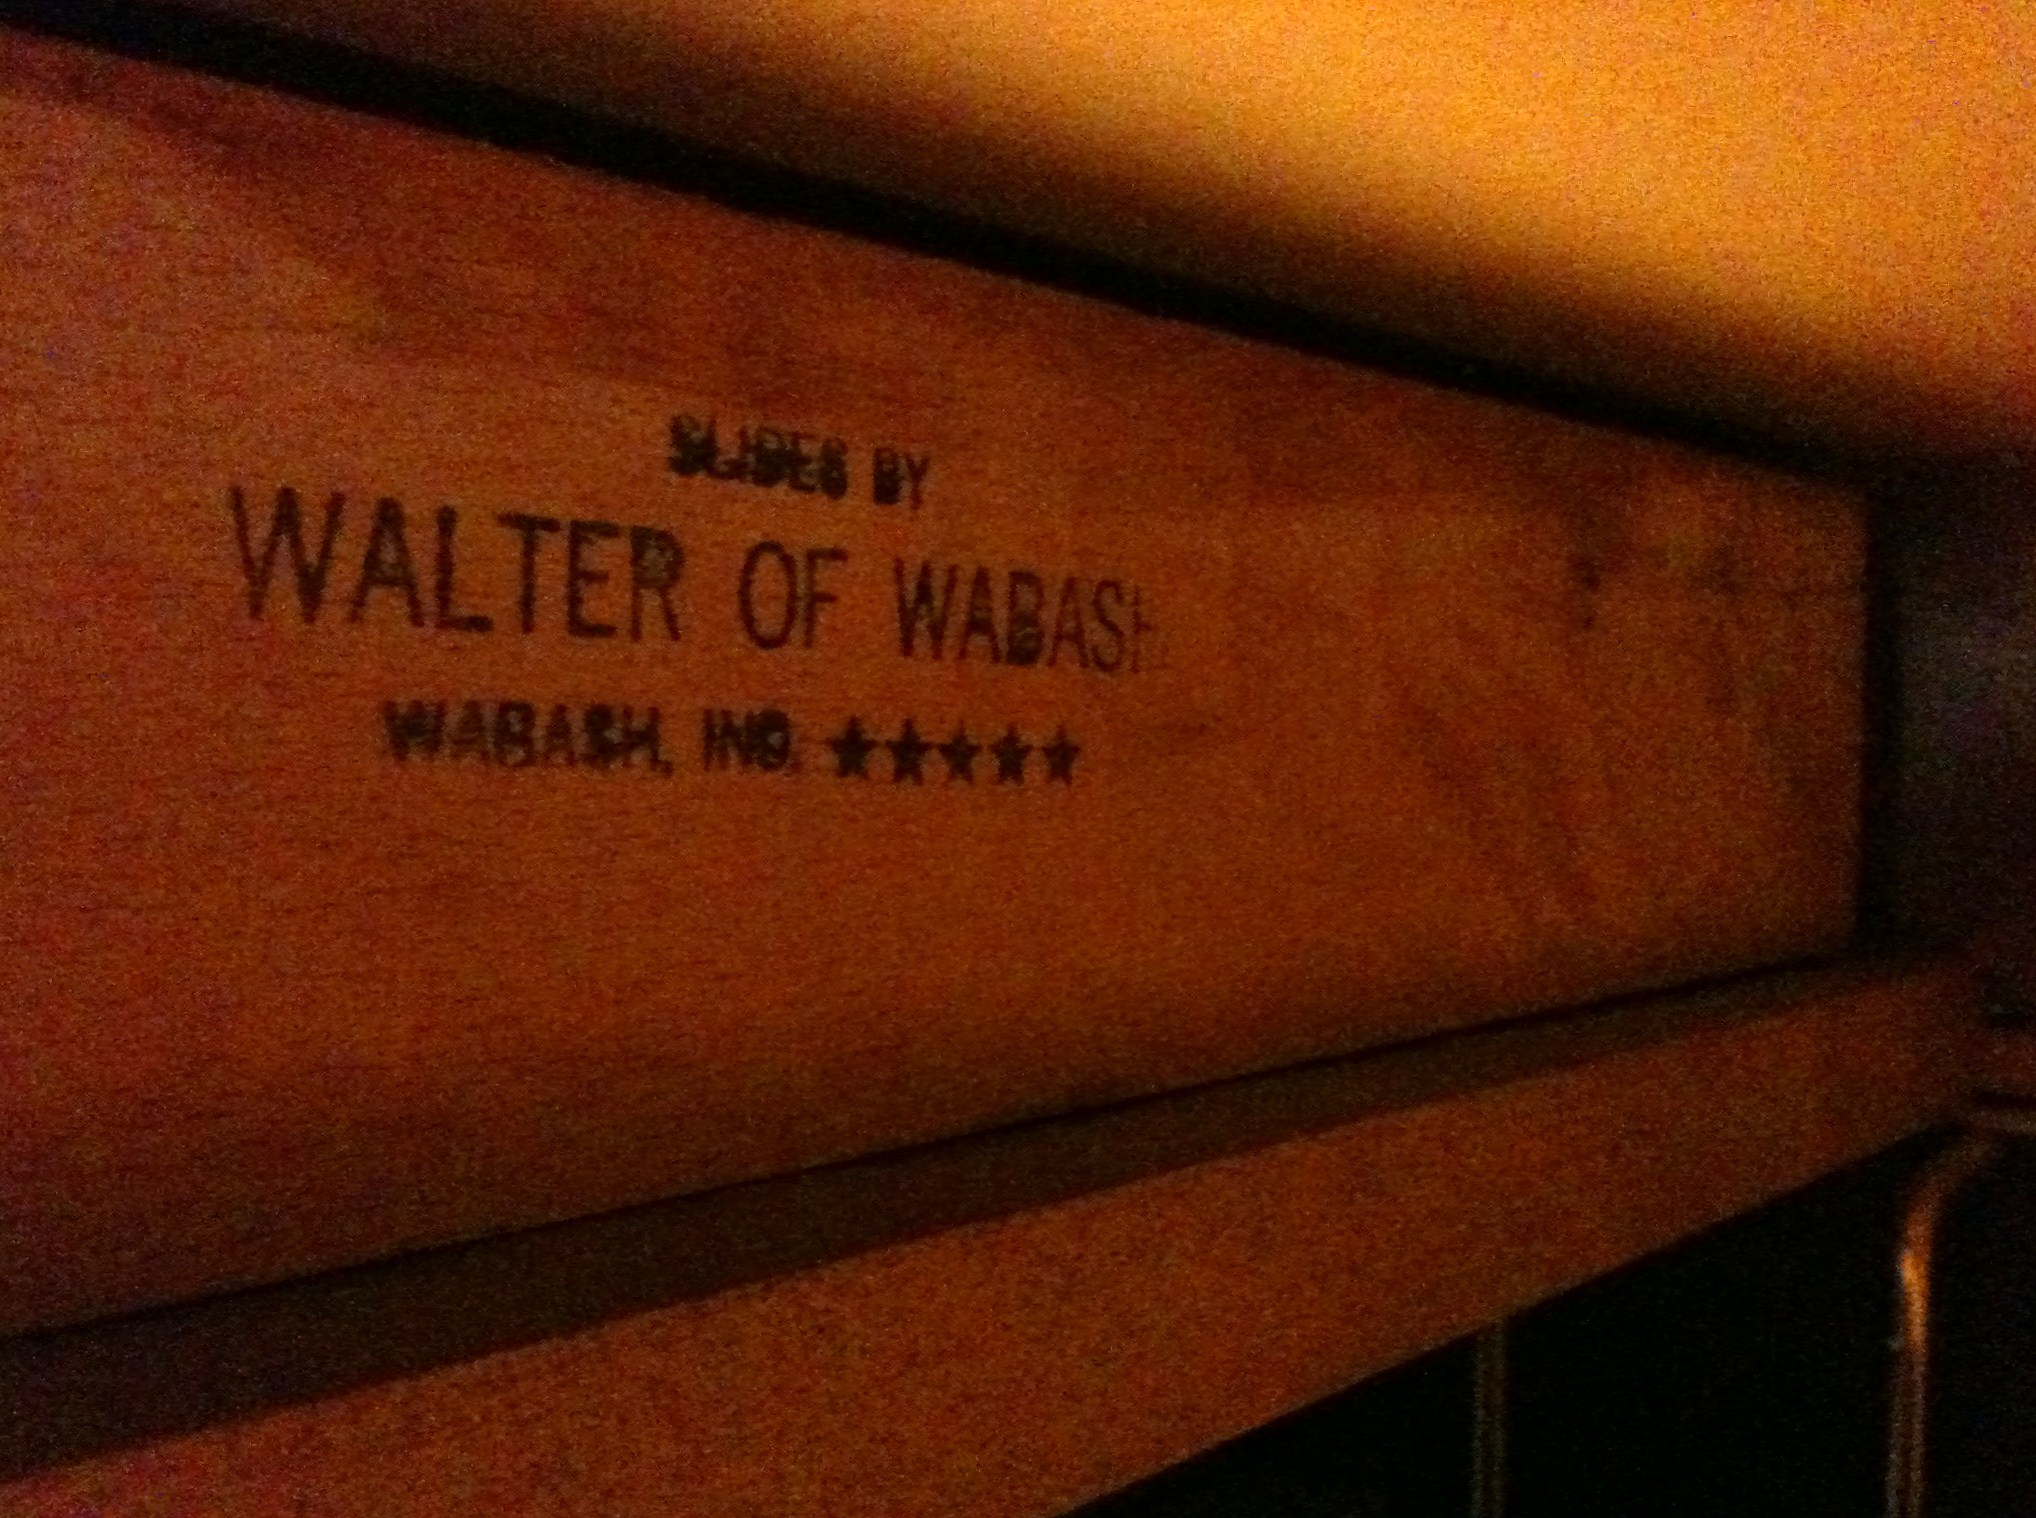 SLIDES BY
WALTER OF WABASH
WABASH, IND. ★★★★★